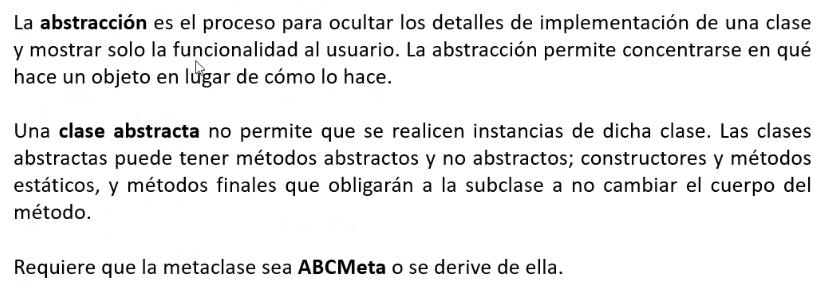 La abstracción es el proceso para ocultar los detalles de implementación de una clase
y mostrar solo la funcionalidad al usuario. La abstracción permite concentrarse en qué
hace un objeto en lugar de cómo lo hace.
Una clase abstracta no permite que se realicen instancias de dicha clase. Las clases
abstractas puede tener métodos abstractos y no abstractos; constructores y métodos
estáticos, y métodos finales que obligarán a la subclase a no cambiar el cuerpo del
método.
Requiere que la metaclase sea ABCMeta o se derive de ella.